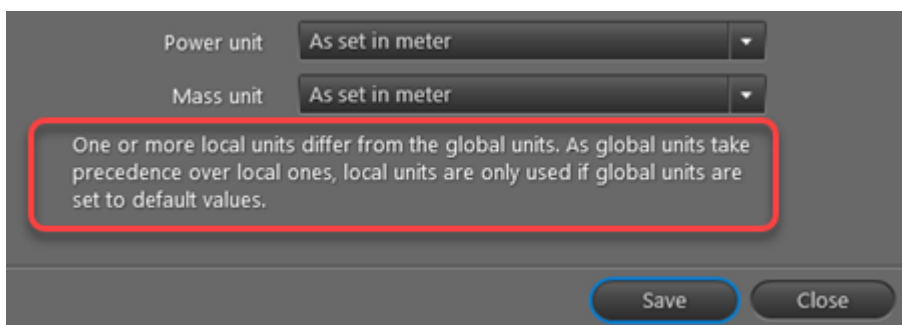 Power unit As set in meter
Mass unit As set in meter
One or more local units differ from the global units. As global units take
precedence over local ones, local units are only used if global units are
set to default values.
Save Close